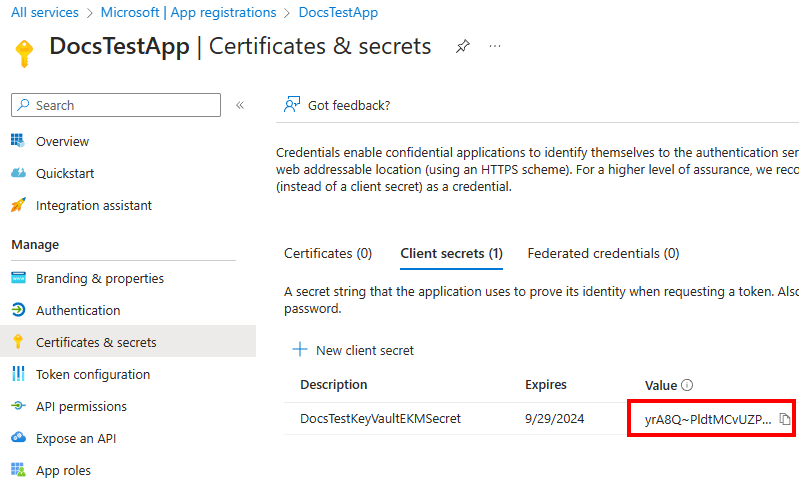 All services > Microsoft | App registrations > DocsTestApp
DocsTestApp | Certificates & secrets
Search
Got feedback?
Overview
Quickstart
Integration assistant
Manage
Branding & properties
Authentication
Certificates & secrets
Token configuration
API permissions
Expose an API
App roles
Credentials enable confidential applications to identify themselves to the authentication ser
web addressable location (using an HTTPS scheme). For a higher level of assurance, we reco
(instead of a client secret) as a credential.
Certificates (0) Client secrets (1) Federated credentials (0)
A secret string that the application uses to prove its identity when requesting a token. Also
password.
New client secret
Description Expires Value
DocsTestKeyVaultEKMSecret 9/29/2024 yrA8Q~PldtMCvUZP...